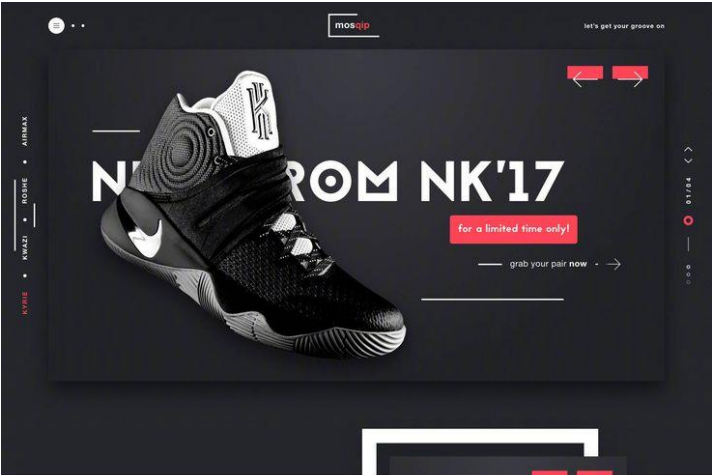 mosqip
let's get your groove on
AIRMAX
ROSHE
KWAZI
KYRIE
NK'17
for a limited time only!
grab your pair now
01/04